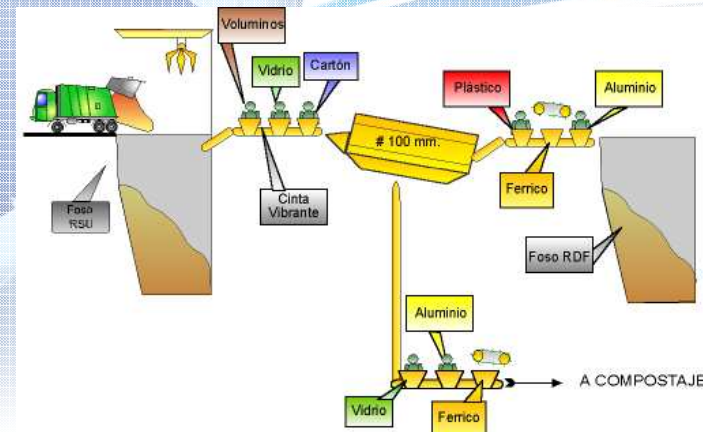 Voluminos
Vidrio
Cartón
Plástico
Aluminio
# 100 mm.
Cinta
Vibrante
Ferrico
Foso
RSU
Foso RDF
Aluminio
Vidrio
Ferrico
A COMPOSTAJE